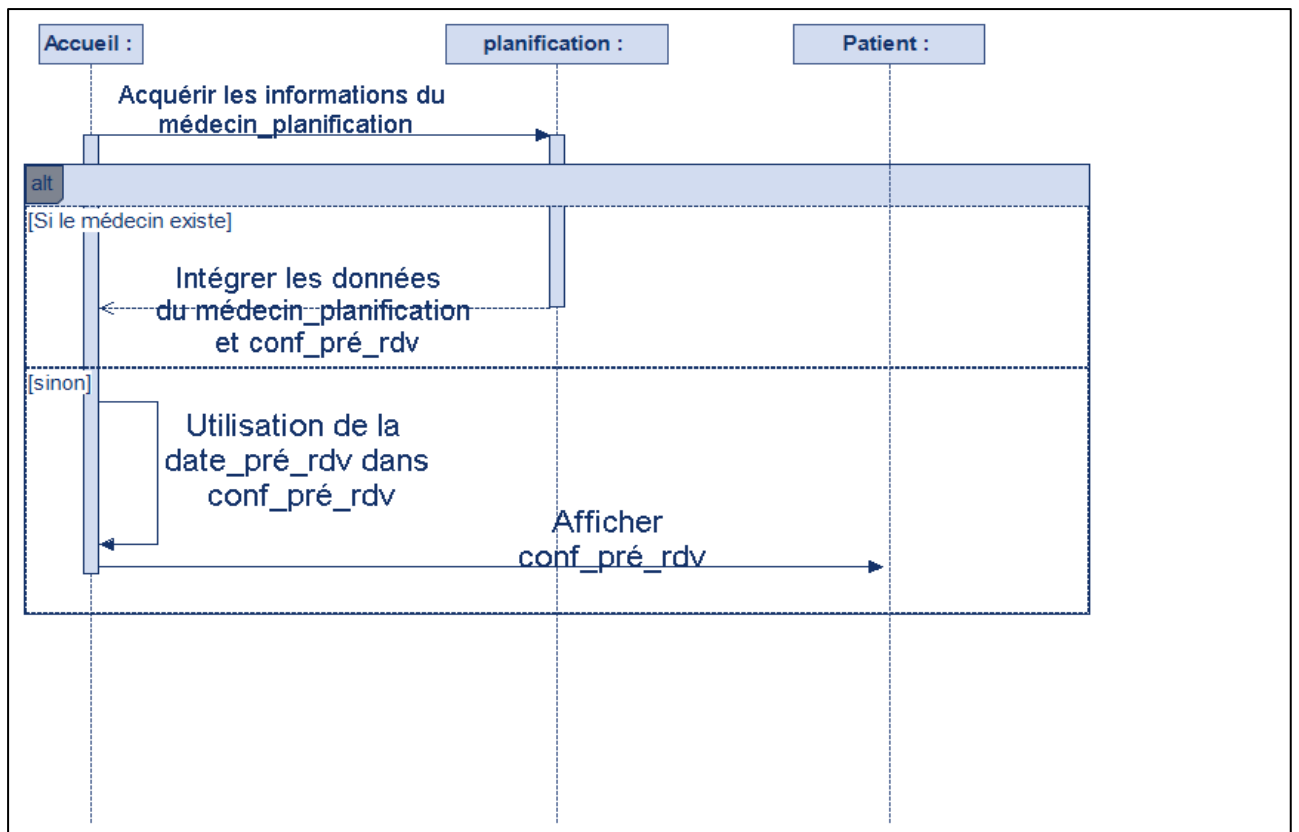 Accueil :
planification :
Patient :
Acquérir les informations du
médecin_planification
alt
[Si le médecin existe]
Intégrer les données
du médecin_planification
et conf_pré_rdv
[sinon]
Utilisation de la
date_pré_rdv dans
conf_pré_rdv
Afficher
conf_pré_rdv